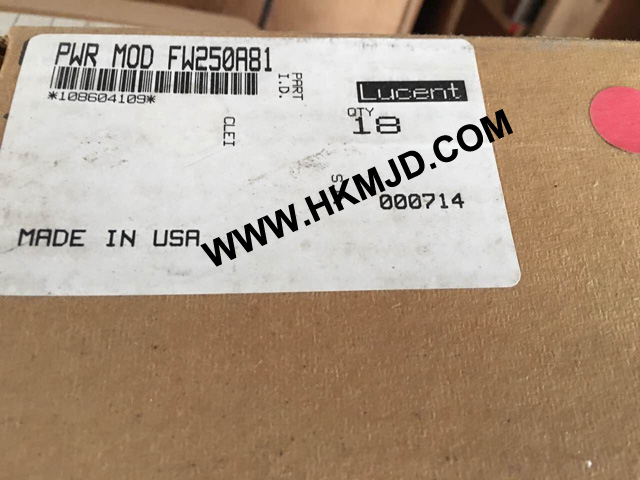 PWR MOD FW250A81
*108604109*
PART
I.D.
Lucent
CLEI
QTY
18
000714
MADE IN USA
WWW.HKMJD.COM